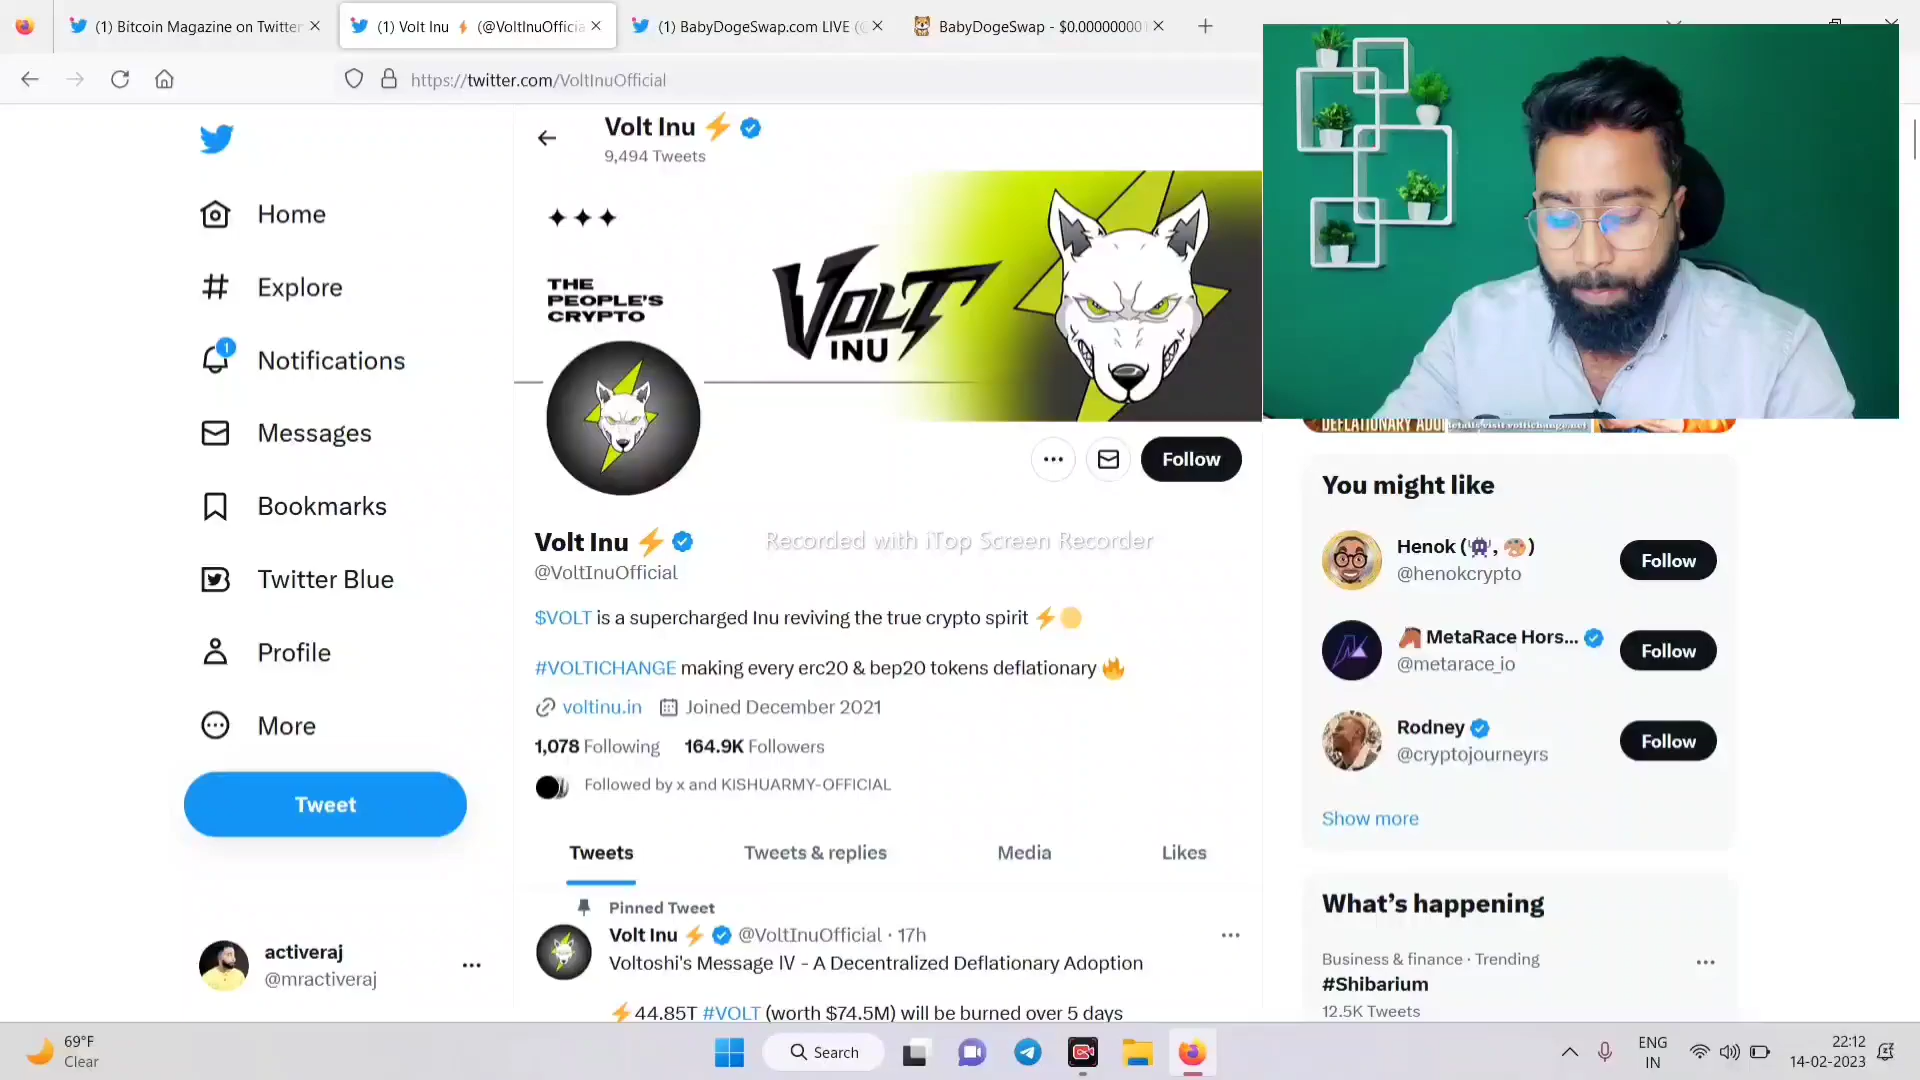 (1) Bitcoin Magazine on Twitter
(1) Volt Inu ⚡ (@VoltInuOfficia
(1) BabyDogeSwap.com LIVE (@
BabyDogeSwap - $0.00000000
https://twitter.com/VoltInuOfficial
Volt Inu ⚡
9,494 Tweets
Home
Explore
1
Notifications
Messages
Bookmarks
Twitter Blue
Profile
More
Tweet
activeraj
@mractiveraj
THE
PEOPLE'S
CRYPTO
VOLT
INU
Follow
Volt Inu ⚡
Recorded with iTop Screen Recorder
@VoltInuOfficial
$VOLT is a supercharged Inu reviving the true crypto spirit ⚡🟡
#VOLTICHANGE making every erc20 & bep20 tokens deflationary 🔥
voltinu.in Joined December 2021
1,078 Following 164.9K Followers
Followed by x and KISHUARMY-OFFICIAL
Tweets Tweets & replies Media Likes
Pinned Tweet
Volt Inu ⚡ @VoltInuOfficial · 17h
Voltoshi's Message IV - A Decentralized Deflationary Adoption
⚡44.85T #VOLT (worth $74.5M) will be burned over 5 days
You might like
Henok (👾, 🎨)
@henokcrypto
Follow
🐴 MetaRace Hors...
@metarace_io
Follow
Rodney
@cryptojourneyrs
Follow
Show more
What's happening
Business & finance · Trending
#Shibarium
12.5K Tweets
69°F
Clear
Search
ENG
IN
22:12
14-02-2023